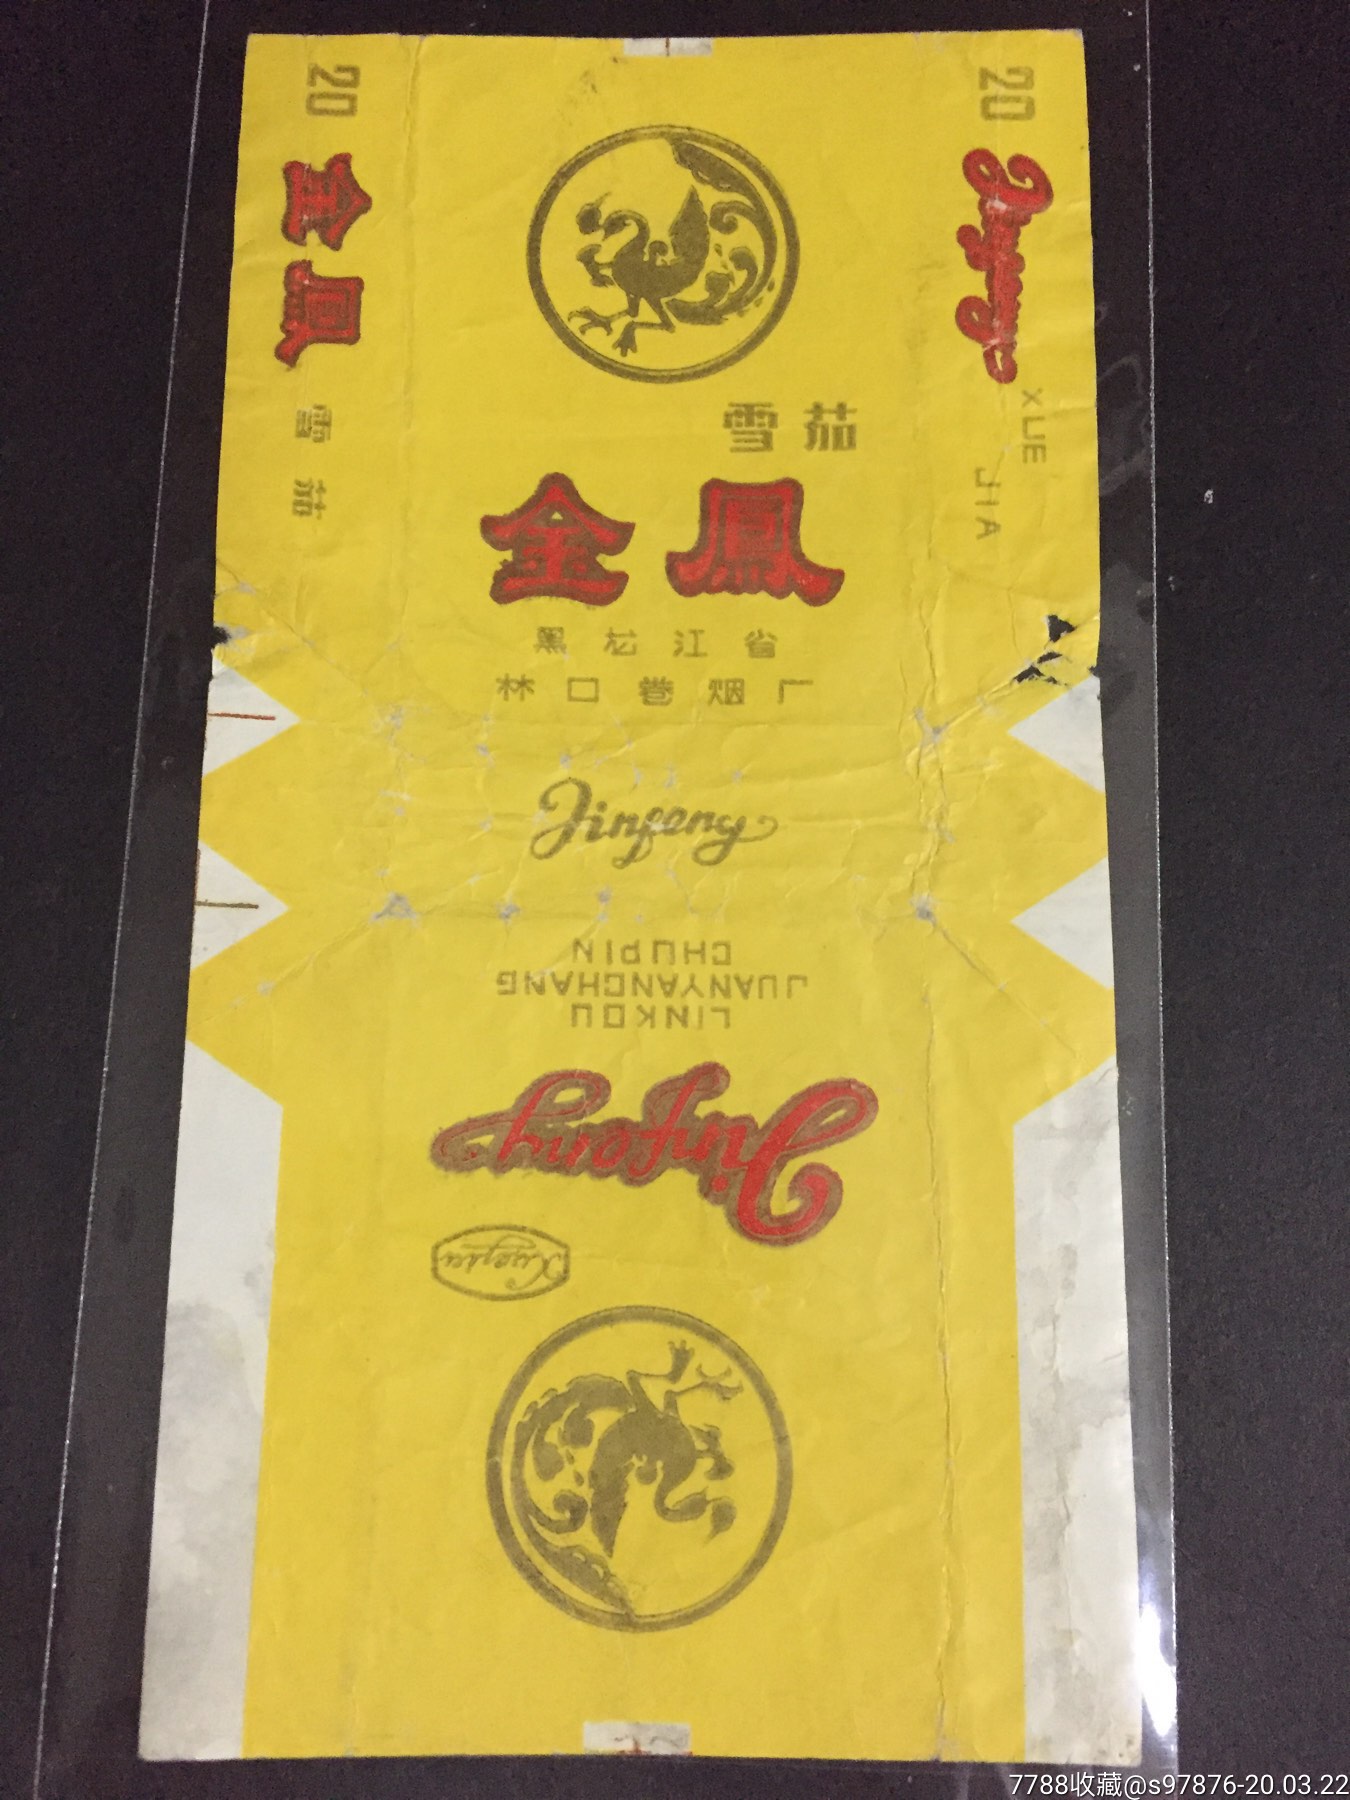 20 金鳳 雪茄
20 Jinfeng XUE JIA
雪茄
金鳳
黑龙江省
林口卷烟厂
Jinfeng
LINKOU
JUANYANCHANG
CHUPIN
Jinfeng
Xuejia
7788收藏@s97876-20.03.22